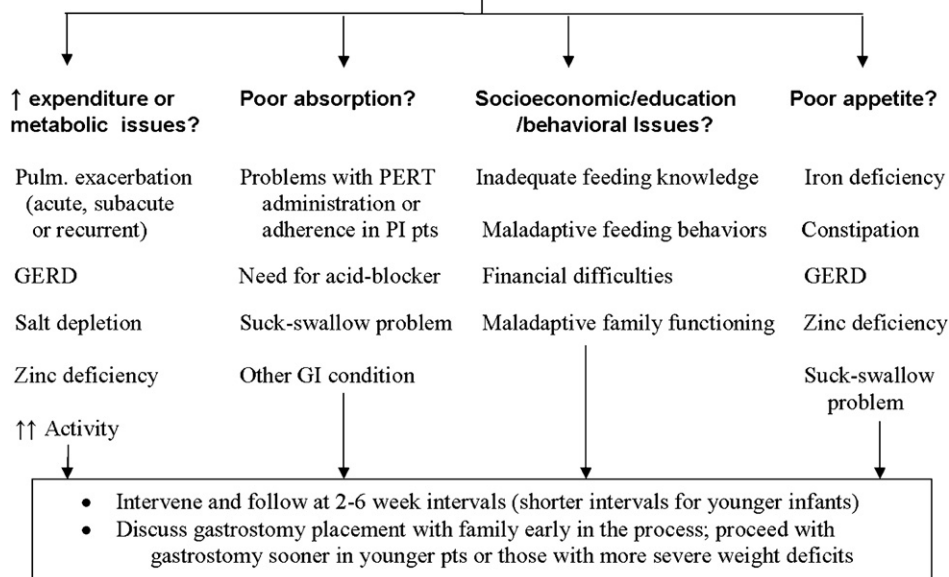 ↑ expenditure or
metabolic issues?
Pulm. exacerbation
(acute, subacute
or recurrent)
GERD
Salt depletion
Zinc deficiency
↑↑ Activity
Poor absorption?
Problems with PERT
administration or
adherence in PI pts
Need for acid-blocker
Suck-swallow problem
Other GI condition
Socioeconomic/education
/behavioral Issues?
Inadequate feeding knowledge
Maladaptive feeding behaviors
Financial difficulties
Maladaptive family functioning
Poor appetite?
Iron deficiency
Constipation
GERD
Zinc deficiency
Suck-swallow
problem
• Intervene and follow at 2-6 week intervals (shorter intervals for younger infants)
• Discuss gastrostomy placement with family early in the process; proceed with
gastrostomy sooner in younger pts or those with more severe weight deficits